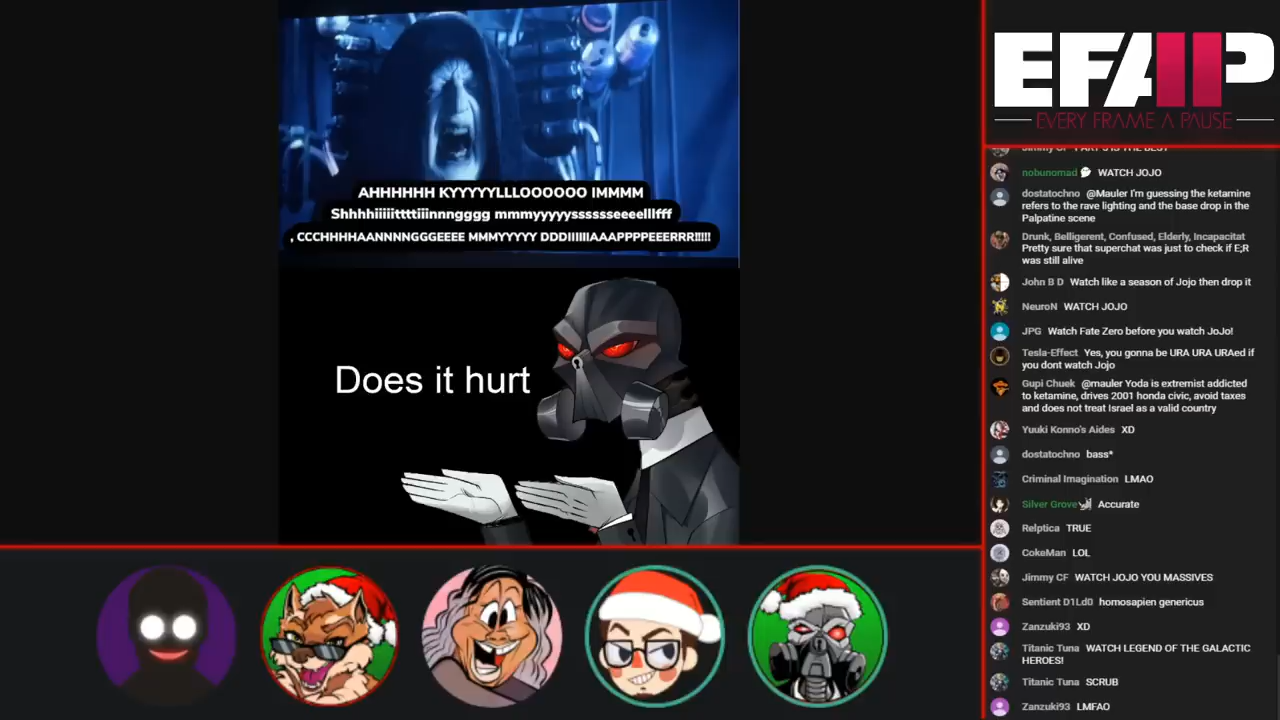 AHHHHHH KYYYYYLLLOOOOOO IMMMM
Shhhhiiiiiittttiiinnngggg mmmyyyyyssssssseeeelllfff
, CCCHHHHAANNNNGGGEEEE MMMYYYYY DDDIIIIIIAAAPPPPEEERRR!!!!!
Does it hurt
EFAP
EVERY FRAME A PAUSE
nobunomad WATCH JOJO
dostatochno @Mauler I'm guessing the ketamine
refers to the rave lighting and the base drop in the
Palpatine scene
Drunk, Belligerent, Confused, Elderly, Incapacitat
Pretty sure that superchat was just to check if E;R
was still alive
John B D Watch like a season of Jojo then drop it
NeuroN WATCH JOJO
JPG Watch Fate Zero before you watch JoJo!
Tesla-Effect Yes, you gonna be URA URA URAed if
you dont watch Jojo
Gupi Chuek @mauler Yoda is extremist addicted
to ketamine, drives 2001 honda civic, avoid taxes
and does not treat Israel as a valid country
Yuuki Konno's Aides XD
dostatochno bass*
Criminal Imagination LMAO
Silver Grove Accurate
Relptica TRUE
CokeMan LOL
Jimmy CF WATCH JOJO YOU MASSIVES
Sentient D1Ld0 homosapien genericus
Zanzuki93 XD
Titanic Tuna WATCH LEGEND OF THE GALACTIC
HEROES!
Titanic Tuna SCRUB
Zanzuki93 LMFAO